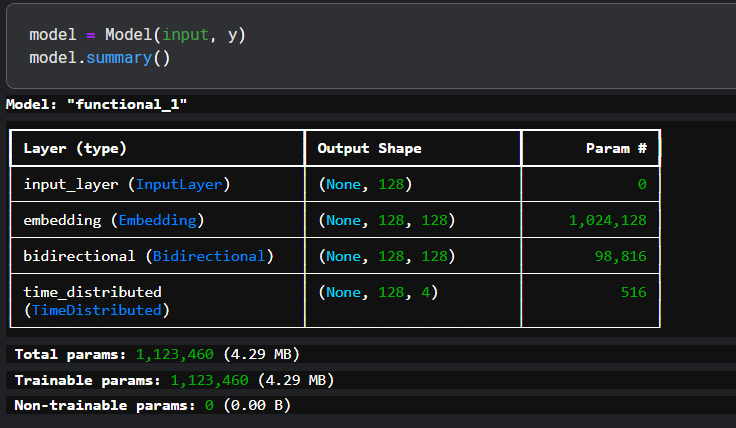 model = Model(input, y)
model.summary()
Model: "functional_1"
Layer (type) Output Shape Param #
input_layer (InputLayer) (None, 128) 0
embedding (Embedding) (None, 128, 128) 1,024,128
bidirectional (Bidirectional) (None, 128, 128) 98,816
time_distributed (None, 128, 4) 516
(TimeDistributed)
Total params: 1,123,460 (4.29 MB)
Trainable params: 1,123,460 (4.29 MB)
Non-trainable params: 0 (0.00 B)